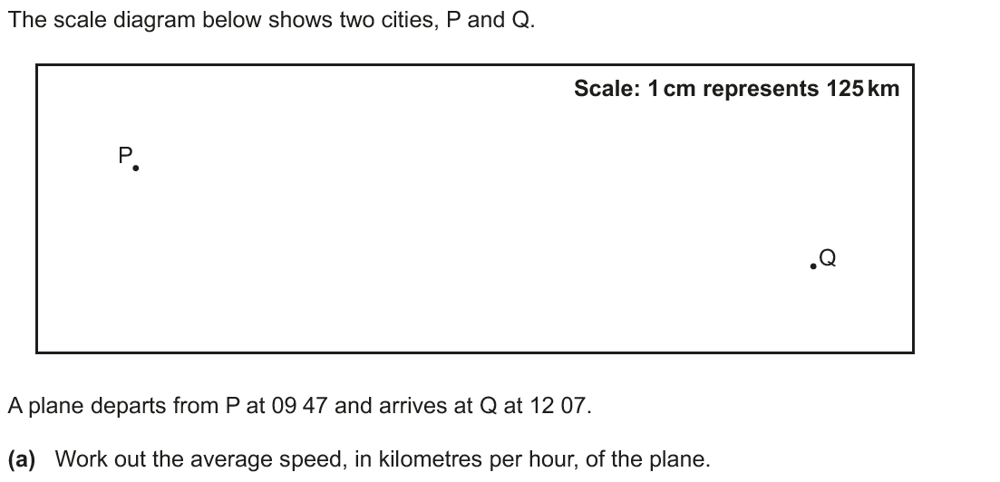 The scale diagram below shows two cities, P and Q.
Scale: 1 cm represents 125 km
P
Q
A plane departs from P at 09 47 and arrives at Q at 12 07.
(a) Work out the average speed, in kilometres per hour, of the plane.